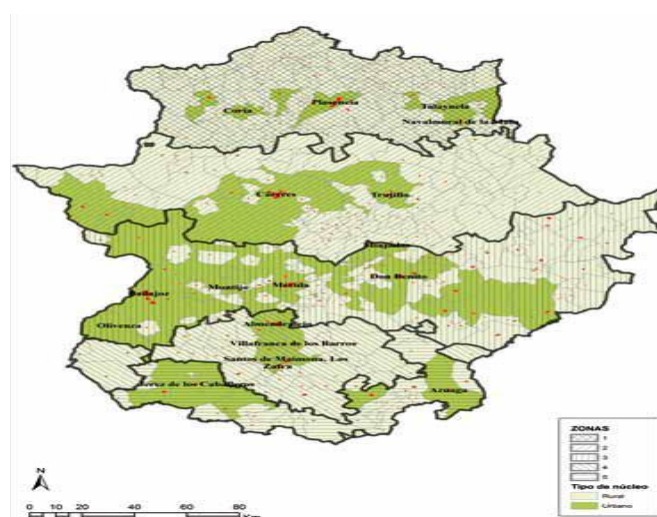 Coria
Plasencia
Talayuela
Navalmoral de la Mata
Cáceres
Trujillo
Don Benito
Badajoz
Montijo
Mérida
Olivenza
Almendralejo
Villafranca de los Barros
Santos de Maimona, Los
Zafra
Jerez de los Caballeros
Azuaga
ZONAS
1
2
3
4
5
Tipo de núcleo
Rural
Urbano
N
0 10 20 40 60 80
Km